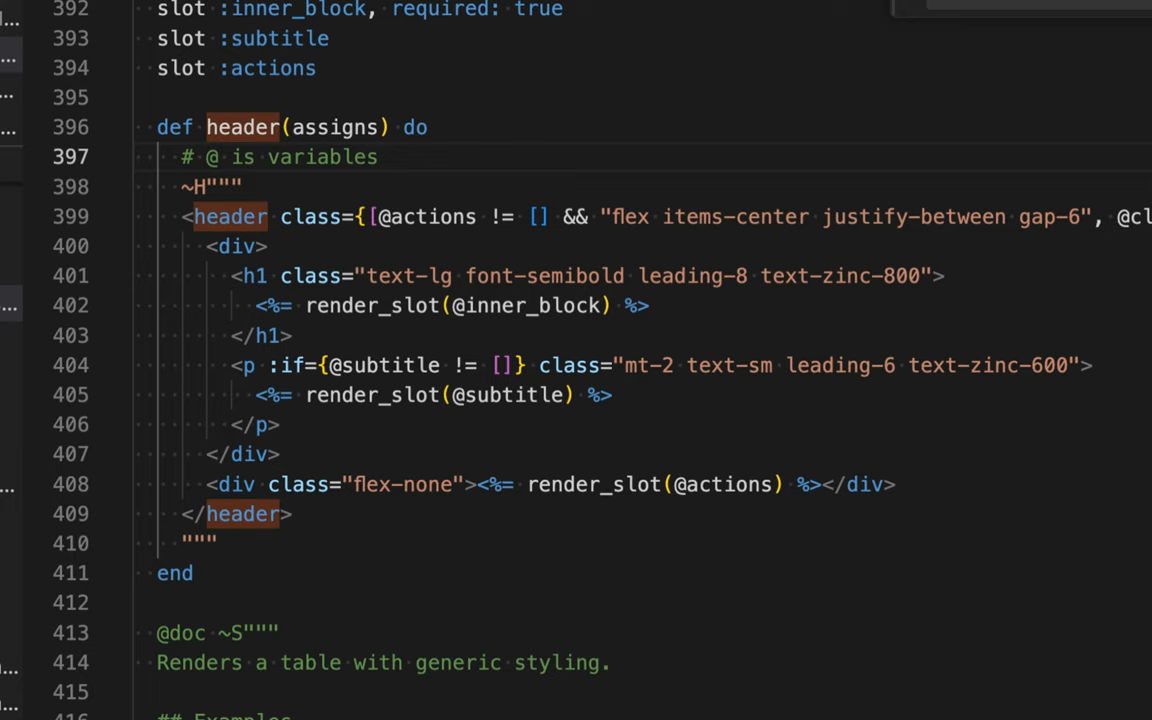 392 slot :inner_block, required: true
393 slot :subtitle
394 slot :actions
395
396 def header(assigns) do
397 # @ is variables
398 ~H"""
399 <header class={[@actions != [] && "flex items-center justify-between gap-6", @cl
400 <div>
401 <h1 class="text-lg font-semibold leading-8 text-zinc-800">
402 <%= render_slot(@inner_block) %>
403 </h1>
404 <p :if={@subtitle != []} class="mt-2 text-sm leading-6 text-zinc-600">
405 <%= render_slot(@subtitle) %>
406 </p>
407 </div>
408 <div class="flex-none"><%= render_slot(@actions) %></div>
409 </header>
410 """
411 end
412
413 @doc ~S"""
414 Renders a table with generic styling.
415
416 ## Examples